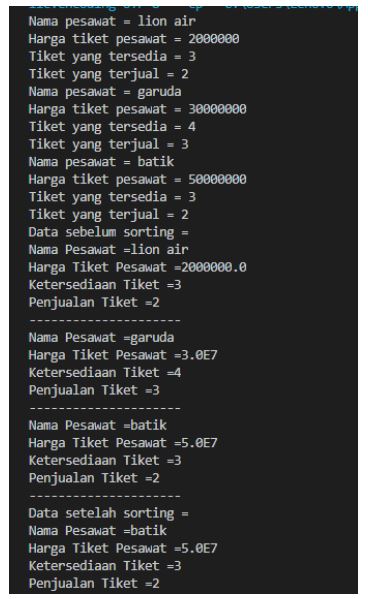 Nama pesawat = lion air
Harga tiket pesawat = 2000000
Tiket yang tersedia = 3
Tiket yang terjual = 2
Nama pesawat = garuda
Harga tiket pesawat = 30000000
Tiket yang tersedia = 4
Tiket yang terjual = 3
Nama pesawat = batik
Harga tiket pesawat = 50000000
Tiket yang tersedia = 3
Tiket yang terjual = 2
Data sebelum sorting =
Nama Pesawat =lion air
Harga Tiket Pesawat =2000000.0
Ketersediaan Tiket =3
Penjualan Tiket =2
---------------------
Nama Pesawat =garuda
Harga Tiket Pesawat =3.0E7
Ketersediaan Tiket =4
Penjualan Tiket =3
---------------------
Nama Pesawat =batik
Harga Tiket Pesawat =5.0E7
Ketersediaan Tiket =3
Penjualan Tiket =2
---------------------
Data setelah sorting =
Nama Pesawat =batik
Harga Tiket Pesawat =5.0E7
Ketersediaan Tiket =3
Penjualan Tiket =2